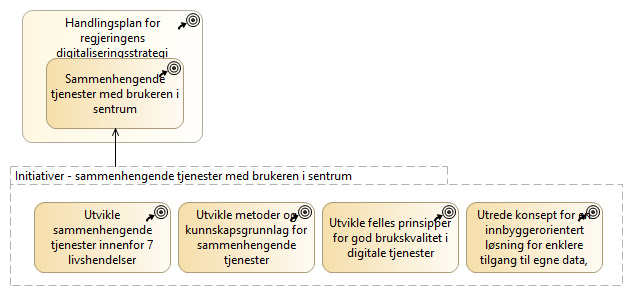 Handlingsplan for
regjeringens
digitaliseringsstrategi
Sammenhengende
tjenester med brukeren i
sentrum
Initiativer - sammenhengende tjenester med brukeren i sentrum
Utvikle
sammenhengende
tjenester innenfor 7
livshendelser
Utvikle metoder og
kunnskapsgrunnlag for
sammenhengende
tjenester
Utvikle felles prinsipper
for god brukskvalitet i
digitale tjenester
Utrede konsept for en
innbyggerorientert
løsning for enklere
tilgang til egne data,